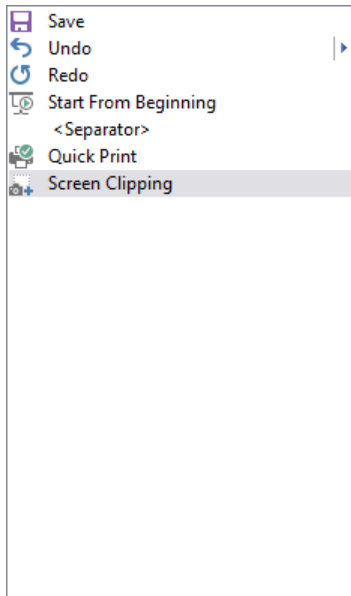 Save
Undo
Redo
Start From Beginning
<Separator>
Quick Print
Screen Clipping